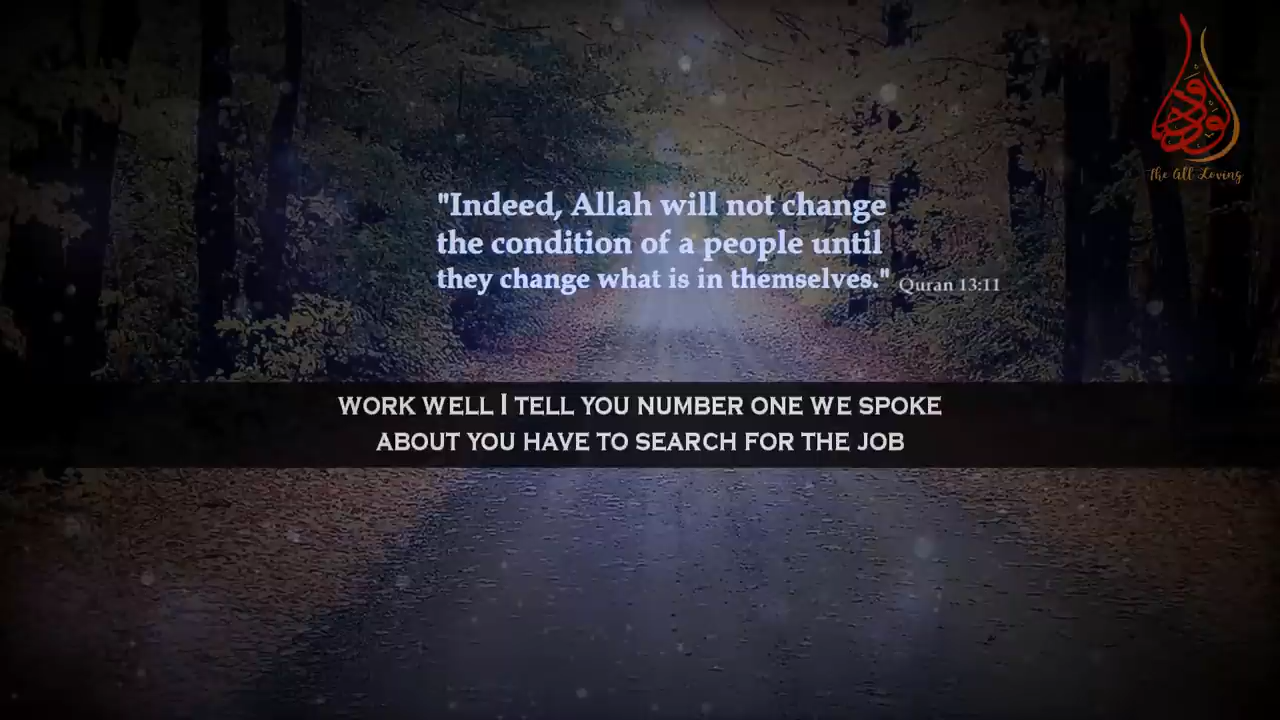 "Indeed, Allah will not change
the condition of a people until
they change what is in themselves." Quran 13:11
WORK WELL I TELL YOU NUMBER ONE WE SPOKE
ABOUT YOU HAVE TO SEARCH FOR THE JOB
The All Loving